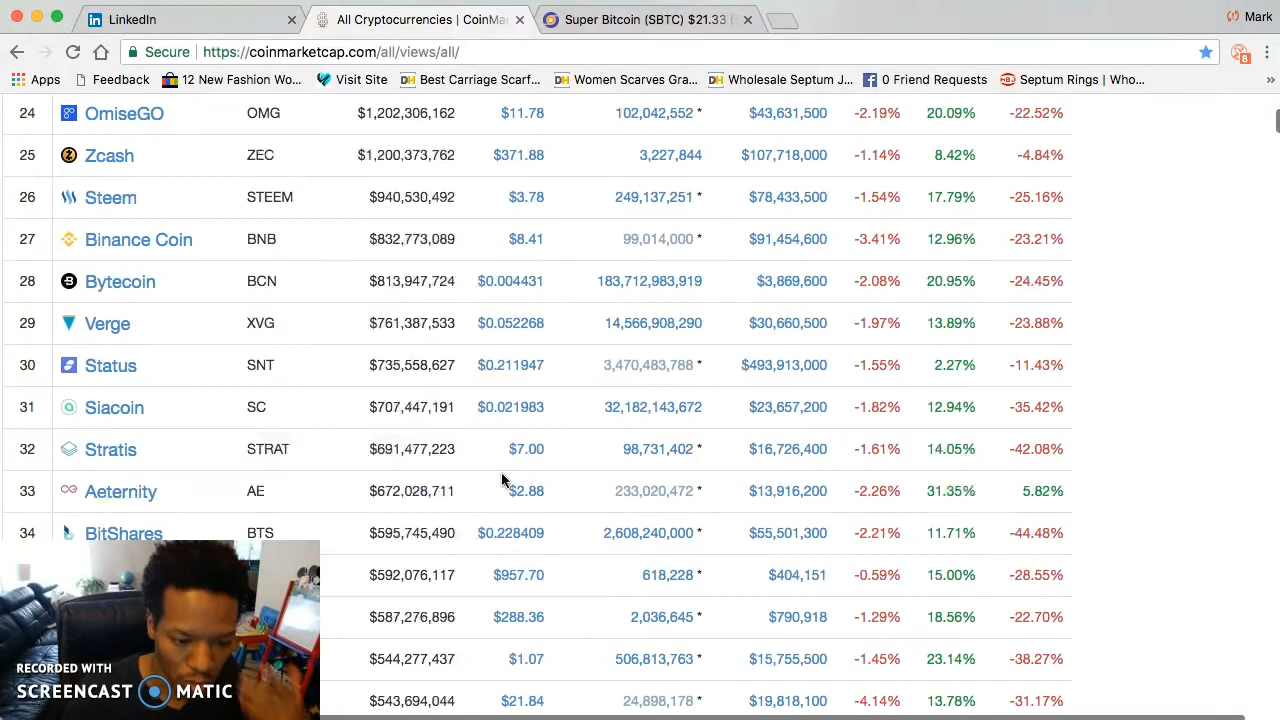 LinkedIn × All Cryptocurrencies | CoinMa × Super Bitcoin (SBTC) $21.33 ( × Mark
Secure https://coinmarketcap.com/all/views/all/ 8
Apps Feedback 12 New Fashion Wo... Visit Site DH Best Carriage Scarf... DH Women Scarves Gra... DH Wholesale Septum J... 0 Friend Requests Septum Rings | Who... »
24 OmiseGO OMG $1,202,306,162 $11.78 102,042,552 * $43,631,500 -2.19% 20.09% -22.52%
25 Zcash ZEC $1,200,373,762 $371.88 3,227,844 $107,718,000 -1.14% 8.42% -4.84%
26 Steem STEEM $940,530,492 $3.78 249,137,251 * $78,433,500 -1.54% 17.79% -25.16%
27 Binance Coin BNB $832,773,089 $8.41 99,014,000 * $91,454,600 -3.41% 12.96% -23.21%
28 Bytecoin BCN $813,947,724 $0.004431 183,712,983,919 $3,869,600 -2.08% 20.95% -24.45%
29 Verge XVG $761,387,533 $0.052268 14,566,908,290 $30,660,500 -1.97% 13.89% -23.88%
30 Status SNT $735,558,627 $0.211947 3,470,483,788 * $493,913,000 -1.55% 2.27% -11.43%
31 Siacoin SC $707,447,191 $0.021983 32,182,143,672 $23,657,200 -1.82% 12.94% -35.42%
32 Stratis STRAT $691,477,223 $7.00 98,731,402 * $16,726,400 -1.61% 14.05% -42.08%
33 Aeternity AE $672,028,711 $2.88 233,020,472 * $13,916,200 -2.26% 31.35% 5.82%
34 BitShares BTS $595,745,490 $0.228409 2,608,240,000 * $55,501,300 -2.21% 11.71% -44.48%
$592,076,117 $957.70 618,228 * $404,151 -0.59% 15.00% -28.55%
$587,276,896 $288.36 2,036,645 * $790,918 -1.29% 18.56% -22.70%
$544,277,437 $1.07 506,813,763 * $15,755,500 -1.45% 23.14% -38.27%
$543,694,044 $21.84 24,898,178 * $19,818,100 -4.14% 13.78% -31.17%
RECORDED WITH
SCREENCAST MATIC